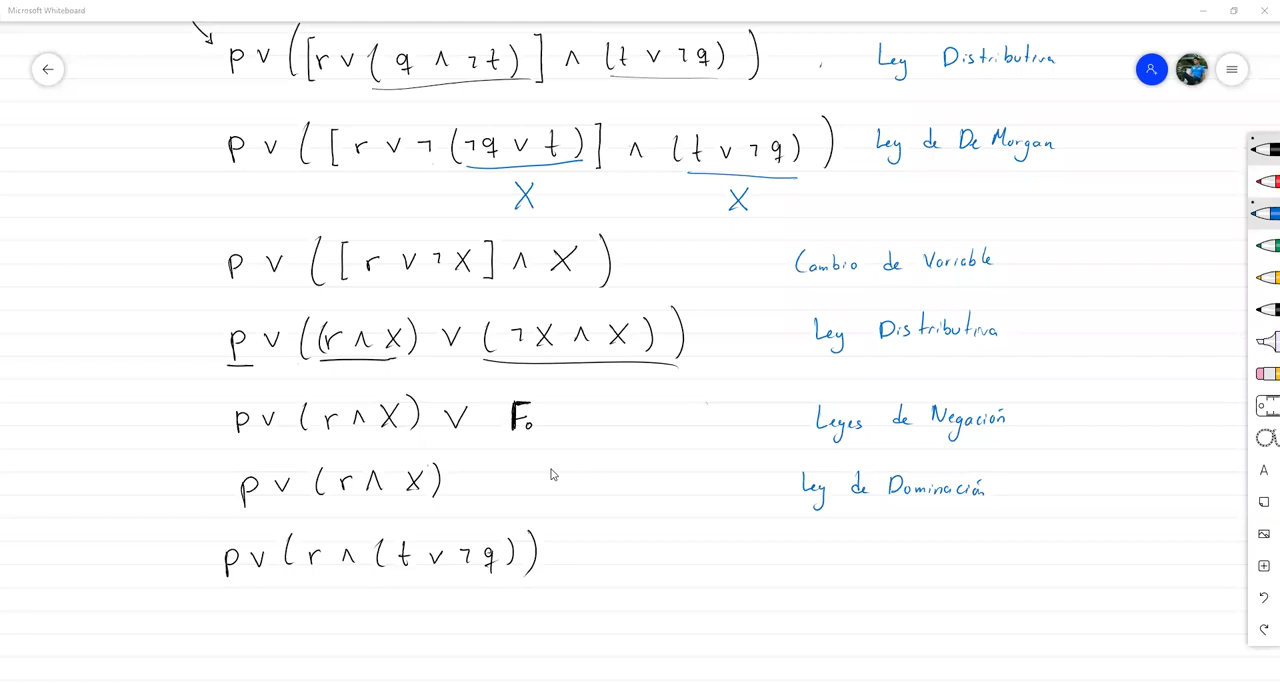 Microsoft Whiteboard
p ∨ ([r ∨ (q ∧ ¬t)] ∧ (t ∨ ¬q)) Ley Distributiva
p ∨ ([r ∨ ¬(¬q ∨ t)] ∧ (t ∨ ¬q)) Ley de De Morgan
X X
p ∨ ([r ∨ ¬X] ∧ X) Cambio de Variable
p ∨ ((r ∧ X) ∨ (¬X ∧ X)) Ley Distributiva
p ∨ (r ∧ X) ∨ F₀ Leyes de Negación
p ∨ (r ∧ X) Ley de Dominación
p ∨ (r ∧ (t ∨ ¬q))
A